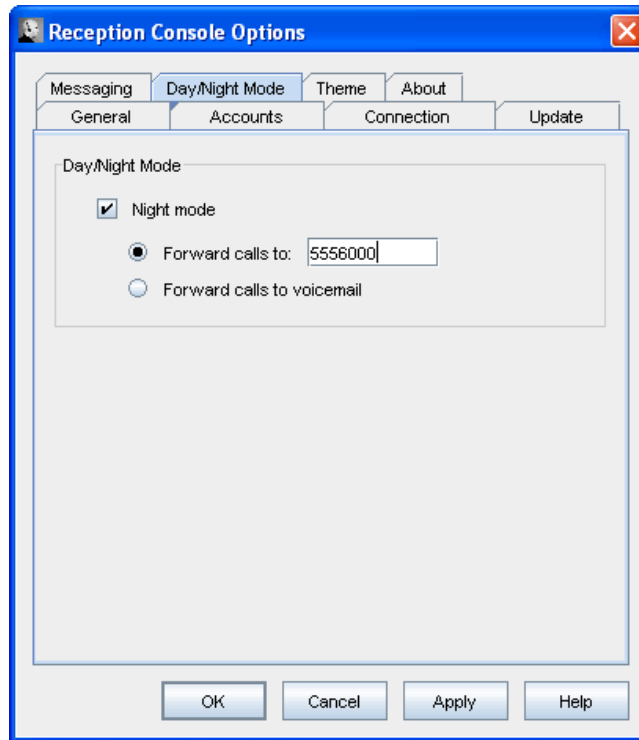 Reception Console Options
Messaging Day/Night Mode Theme About
General Accounts Connection Update
Day/Night Mode
Night mode
Forward calls to: 5556000
Forward calls to voicemail
OK Cancel Apply Help